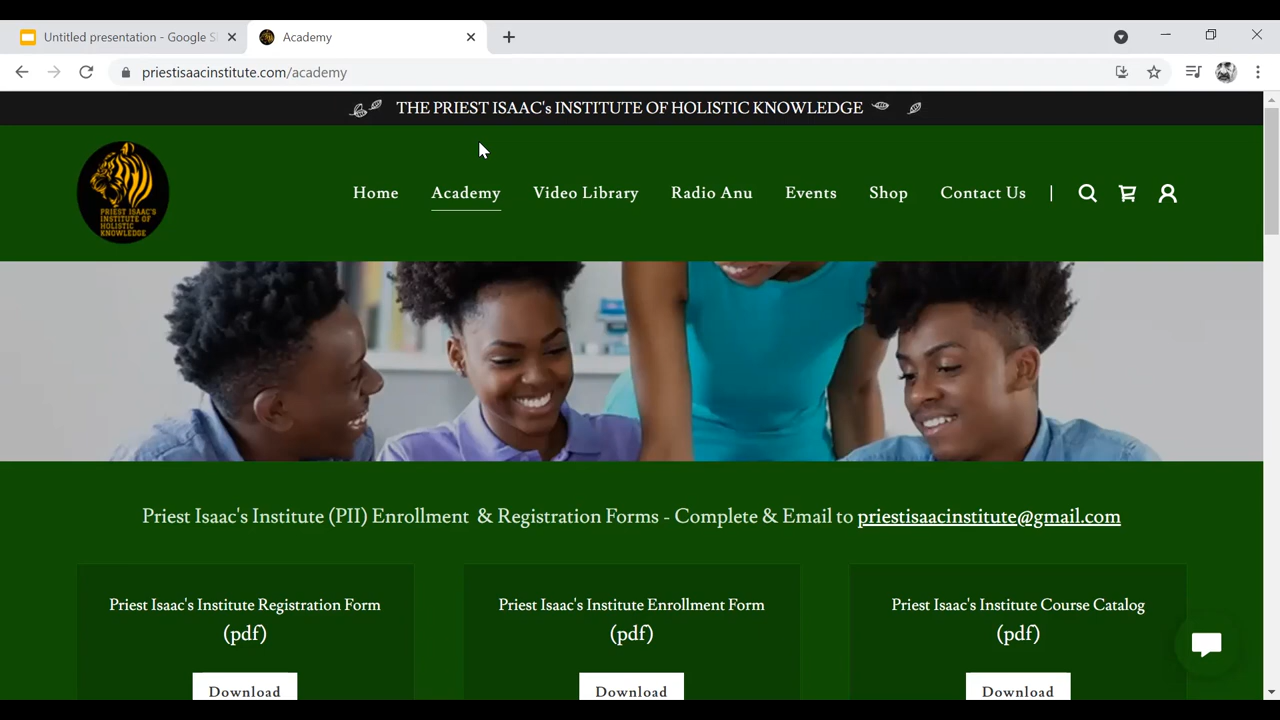 Untitled presentation - Google S
Academy
priestisaacinstitute.com/academy
THE PRIEST ISAAC's INSTITUTE OF HOLISTIC KNOWLEDGE
PRIEST ISAAC'S
INSTITUTE OF
HOLISTIC
KNOWLEDGE
Home Academy Video Library Radio Anu Events Shop Contact Us
Priest Isaac's Institute (PII) Enrollment & Registration Forms - Complete & Email to priestisaacinstitute@gmail.com
Priest Isaac's Institute Registration Form
(pdf)
Download
Priest Isaac's Institute Enrollment Form
(pdf)
Download
Priest Isaac's Institute Course Catalog
(pdf)
Download